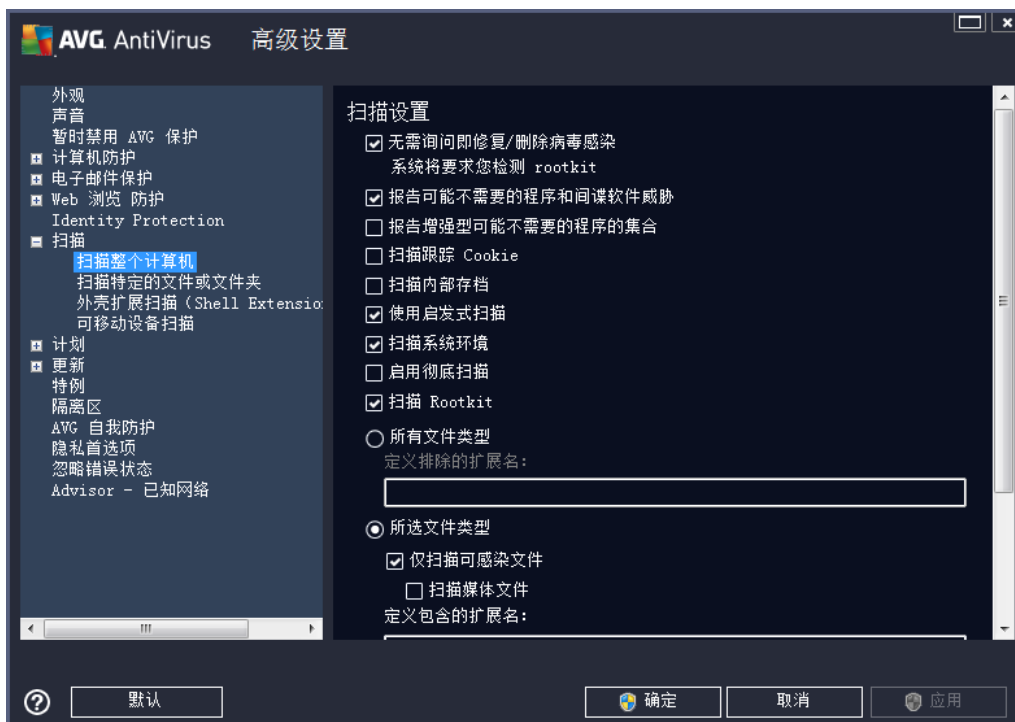 AVG AntiVirus 高级设置
外观
声音
暂时禁用 AVG 保护
计算机防护
电子邮件保护
Web 浏览 防护
Identity Protection
扫描
扫描整个计算机
扫描特定的文件或文件夹
外壳扩展扫描（Shell Extensio
可移动设备扫描
计划
更新
特例
隔离区
AVG 自我防护
隐私首选项
忽略错误状态
Advisor - 已知网络
扫描设置
无需询问即修复/删除病毒感染
系统将要求您检测 rootkit
报告可能不需要的程序和间谍软件威胁
报告增强型可能不需要的程序的集合
扫描跟踪 Cookie
扫描内部存档
使用启发式扫描
扫描系统环境
启用彻底扫描
扫描 Rootkit
所有文件类型
定义排除的扩展名：
所选文件类型
仅扫描可感染文件
扫描媒体文件
定义包含的扩展名：
默认
确定
取消
应用